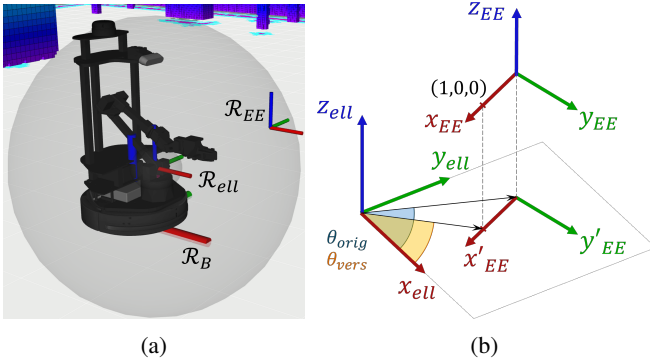 ℛ_EE
ℛ_ell
ℛ_B
(a)
z_EE
(1,0,0)
x_EE
y_EE
z_ell
y_ell
θ_orig
θ_vers
x'_EE
y'_EE
x_ell
(b)